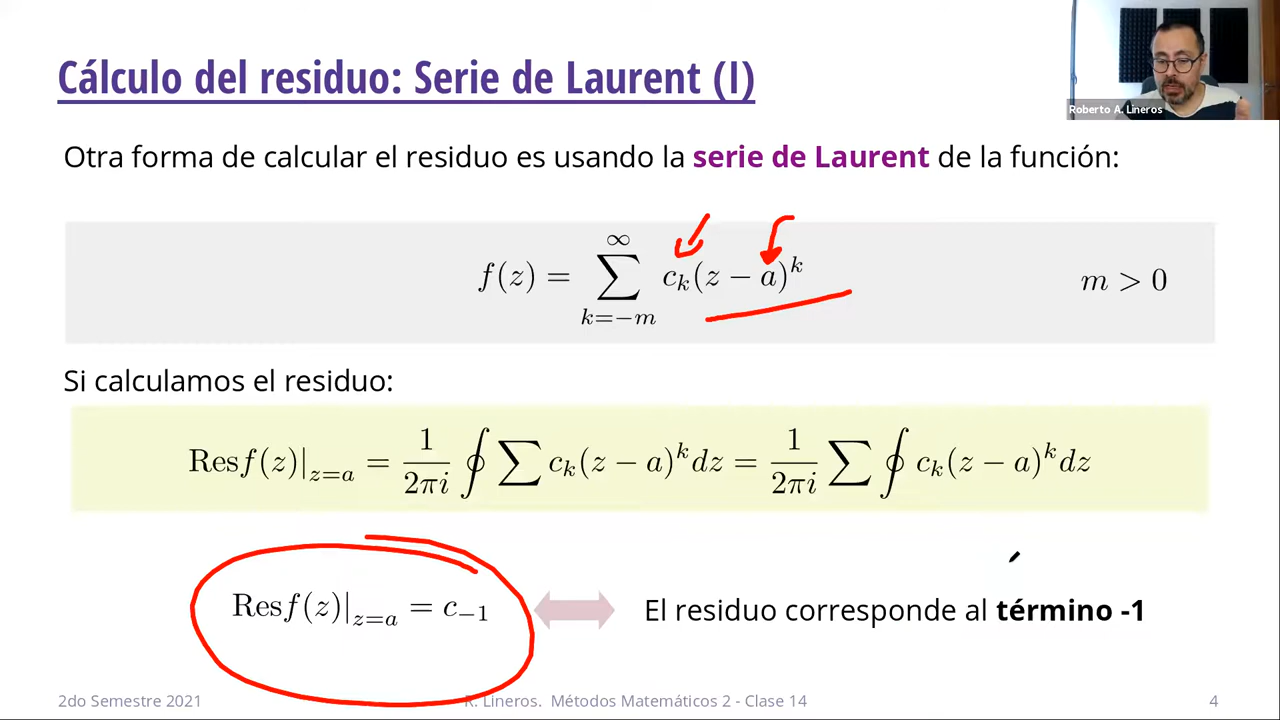 Cálculo del residuo: Serie de Laurent (I)
Roberto A. Lineros
Otra forma de calcular el residuo es usando la serie de Laurent de la función:
f(z) = ∑_{k=−m}^{∞} c_k(z − a)^k m > 0
Si calculamos el residuo:
Resf(z)|_{z=a} = 1/2πi ∮ ∑ c_k(z − a)^k dz = 1/2πi ∑ ∮ c_k(z − a)^k dz
Resf(z)|_{z=a} = c_{−1} El residuo corresponde al término -1
2do Semestre 2021 R. Lineros. Métodos Matemáticos 2 - Clase 14 4